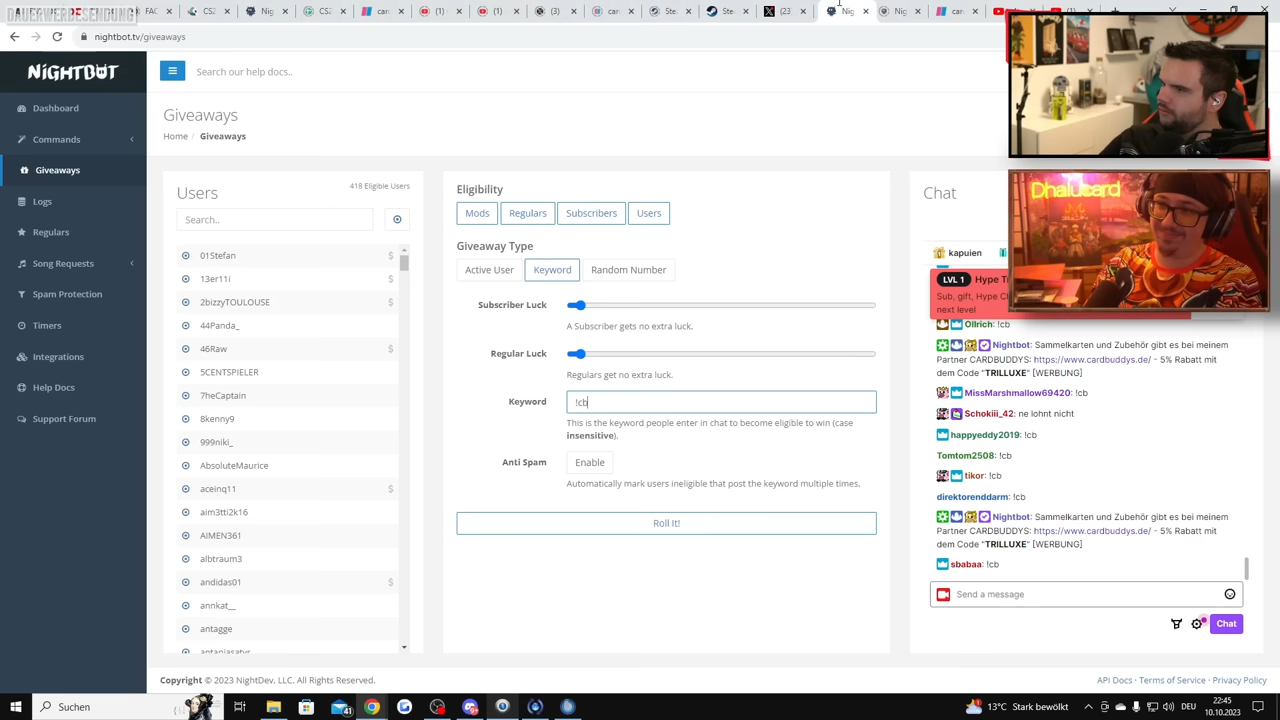 DAUERWERBESENDUNG
nightbot.tv/giveaways
NIGHTBOT
Search our help docs..
Dashboard
Commands
Giveaways
Logs
Regulars
Song Requests
Spam Protection
Timers
Integrations
Help Docs
Support Forum
Giveaways
Home / Giveaways
Users
418 Eligible Users
Search..
01Stefan $
13er11i $
2bizzyTOULOUSE $
44Panda_
46Raw $
5CENTSPIELER
7theCaptain
8kenny9
999niki_
AbsoluteMaurice
aceinq11 $
aim3tti2k16
AIMEN361
albtraum3
andidas01 $
annkat__
antagge
Eligibility
Mods
Regulars
Subscribers
Users
Giveaway Type
Active User
Keyword
Random Number
Subscriber Luck
A Subscriber gets no extra luck.
Regular Luck
Regulars get no extra luck.
Keyword
!cb
This is the keyword people enter in chat to become eligible to win (case
insensitive).
Anti Spam
Enable
Automatically mark users ineligible that post the keyword multiple times.
Roll It!
Chat
Dhalucard
kapuien
LVL 1
Sub, gift,
next level
Ollrich: !cb
Nightbot: Sammelkarten und Zubehör gibt es bei meinem
Partner CARDBUDDYS: https://www.cardbuddys.de/ - 5% Rabatt mit
dem Code "TRILLUXE" [WERBUNG]
MissMarshmallow69420: !cb
Schokiii_42: ne lohnt nicht
happyeddy2019: !cb
Tomtom2508: !cb
tikor: !cb
direktorenddarm: !cb
Nightbot: Sammelkarten und Zubehör gibt es bei meinem
Partner CARDBUDDYS: https://www.cardbuddys.de/ - 5% Rabatt mit
dem Code "TRILLUXE" [WERBUNG]
sbabaa: !cb
Send a message
Chat
Copyright © 2023 NightDev, LLC. All Rights Reserved.
API Docs · Terms of Service · Privacy Policy
Suchen
13°C Stark bewölkt
DEU
22:45
10.10.2023